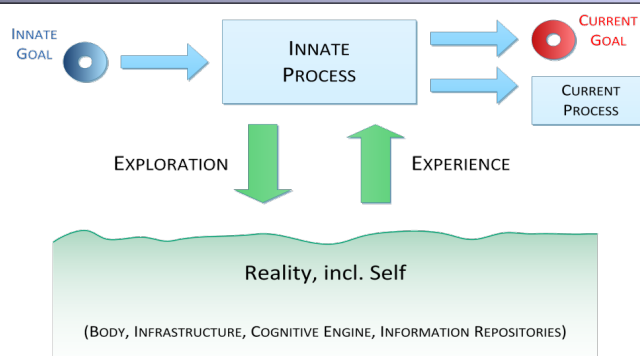 INNATE
GOAL
INNATE
PROCESS
CURRENT
GOAL
CURRENT
PROCESS
EXPLORATION
EXPERIENCE
Reality, incl. Self
(BODY, INFRASTRUCTURE, COGNITIVE ENGINE, INFORMATION REPOSITORIES)